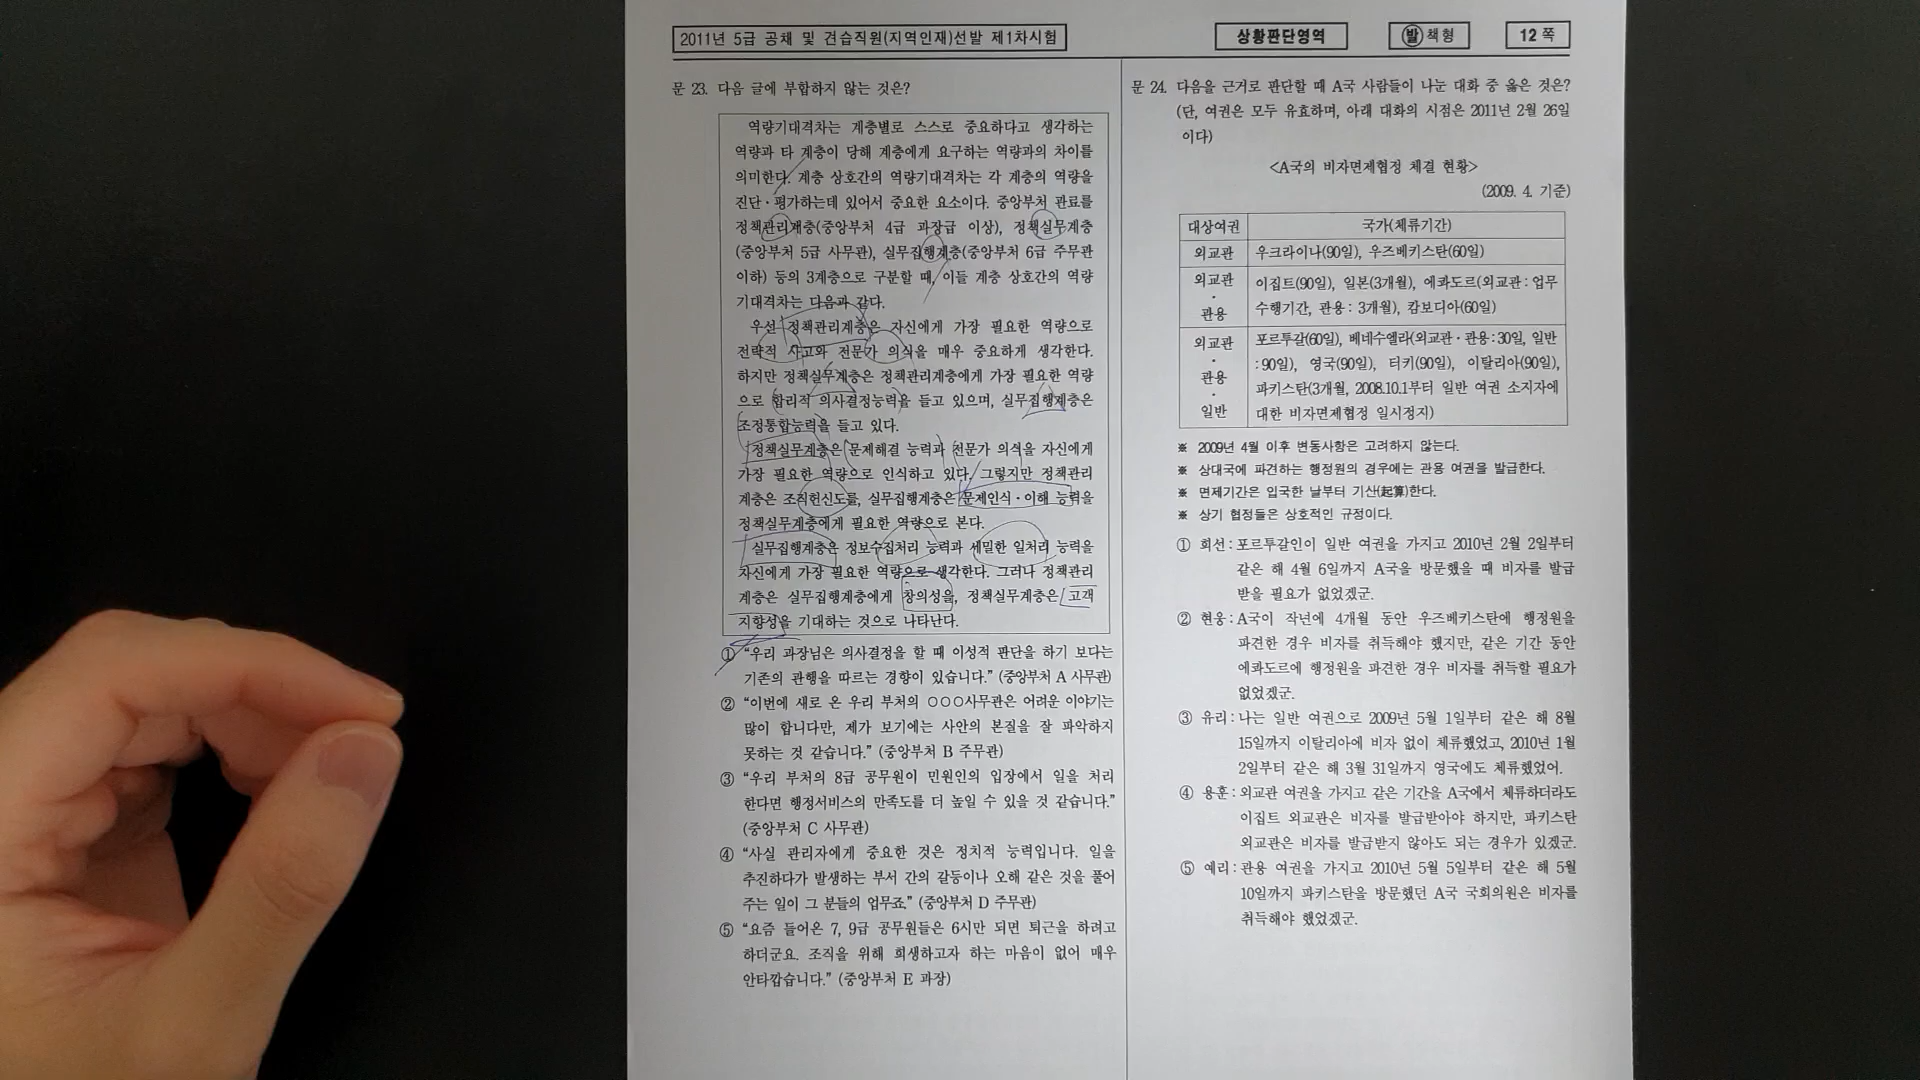 2011년 5급 공채 및 견습직원(지역인재)선발 제1차시험
상황판단영역
발 책형
12 쪽
문 23. 다음 글에 부합하지 않는 것은?
역량기대격차는 계층별로 스스로 중요하다고 생각하는
역량과 타 계층이 당해 계층에게 요구하는 역량과의 차이를
의미한다. 계층 상호간의 역량기대격차는 각 계층의 역량을
진단·평가하는데 있어서 중요한 요소이다. 중앙부처 관료를
정책관리계층(중앙부처 4급 과장급 이상), 정책실무계층
(중앙부처 5급 사무관), 실무집행계층(중앙부처 6급 주무관
이하) 등의 3계층으로 구분할 때, 이들 계층 상호간의 역량
기대격차는 다음과 같다.
우선 정책관리계층은 자신에게 가장 필요한 역량으로
전략적 사고와 전문가 의식을 매우 중요하게 생각한다.
하지만 정책실무계층은 정책관리계층에게 가장 필요한 역량
으로 합리적 의사결정능력을 들고 있으며, 실무집행계층은
조정통합능력을 들고 있다.
정책실무계층은 문제해결 능력과 전문가 의식을 자신에게
가장 필요한 역량으로 인식하고 있다. 그렇지만 정책관리
계층은 조직헌신도를, 실무집행계층은 문제인식·이해 능력을
정책실무계층에게 필요한 역량으로 본다.
실무집행계층은 정보수집처리 능력과 세밀한 일처리 능력을
자신에게 가장 필요한 역량으로 생각한다. 그러나 정책관리
계층은 실무집행계층에게 창의성을, 정책실무계층은 고객
지향성을 기대하는 것으로 나타난다.
① “우리 과장님은 의사결정을 할 때 이성적 판단을 하기 보다는
기존의 관행을 따르는 경향이 있습니다.” (중앙부처 A 사무관)
② “이번에 새로 온 우리 부처의 ○○○사무관은 어려운 이야기는
많이 합니다만, 제가 보기에는 사안의 본질을 잘 파악하지
못하는 것 같습니다.” (중앙부처 B 주무관)
③ “우리 부처의 8급 공무원이 민원인의 입장에서 일을 처리
한다면 행정서비스의 만족도를 더 높일 수 있을 것 같습니다.”
(중앙부처 C 사무관)
④ “사실 관리자에게 중요한 것은 정치적 능력입니다. 일을
추진하다가 발생하는 부서 간의 갈등이나 오해 같은 것을 풀어
주는 일이 그 분들의 업무죠.” (중앙부처 D 주무관)
⑤ “요즘 들어온 7, 9급 공무원들은 6시만 되면 퇴근을 하려고
하더군요. 조직을 위해 희생하고자 하는 마음이 없어 매우
안타깝습니다.” (중앙부처 E 과장)
문 24. 다음을 근거로 판단할 때 A국 사람들이 나눈 대화 중 옳은 것은?
(단, 여권은 모두 유효하며, 아래 대화의 시점은 2011년 2월 26일
이다)
<A국의 비자면제협정 체결 현황>
(2009. 4. 기준)
대상여권 국가(체류기간)
외교관 우크라이나(90일), 우즈베키스탄(60일)
외교관
·
관용
이집트(90일), 일본(3개월), 에콰도르(외교관 : 업무
수행기간, 관용 : 3개월), 캄보디아(60일)
외교관
·
관용
·
일반
포르투갈(60일), 베네수엘라(외교관·관용 : 30일, 일반
: 90일), 영국(90일), 터키(90일), 이탈리아(90일),
파키스탄(3개월, 2008.10.1부터 일반 여권 소지자에
대한 비자면제협정 일시정지)
※ 2009년 4월 이후 변동사항은 고려하지 않는다.
※ 상대국에 파견하는 행정원의 경우에는 관용 여권을 발급한다.
※ 면제기간은 입국한 날부터 기산(起算)한다.
※ 상기 협정들은 상호적인 규정이다.
① 희선 : 포르투갈인이 일반 여권을 가지고 2010년 2월 2일부터
같은 해 4월 6일까지 A국을 방문했을 때 비자를 발급
받을 필요가 없었겠군.
② 현웅 : A국이 작년에 4개월 동안 우즈베키스탄에 행정원을
파견한 경우 비자를 취득해야 했지만, 같은 기간 동안
에콰도르에 행정원을 파견한 경우 비자를 취득할 필요가
없었겠군.
③ 유리 : 나는 일반 여권으로 2009년 5월 1일부터 같은 해 8월
15일까지 이탈리아에 비자 없이 체류했었고, 2010년 1월
2일부터 같은 해 3월 31일까지 영국에도 체류했었어.
④ 용훈 : 외교관 여권을 가지고 같은 기간을 A국에서 체류하더라도
이집트 외교관은 비자를 발급받아야 하지만, 파키스탄
외교관은 비자를 발급받지 않아도 되는 경우가 있겠군.
⑤ 예리 : 관용 여권을 가지고 2010년 5월 5일부터 같은 해 5월
10일까지 파키스탄을 방문했던 A국 국회의원은 비자를
취득해야 했었겠군.